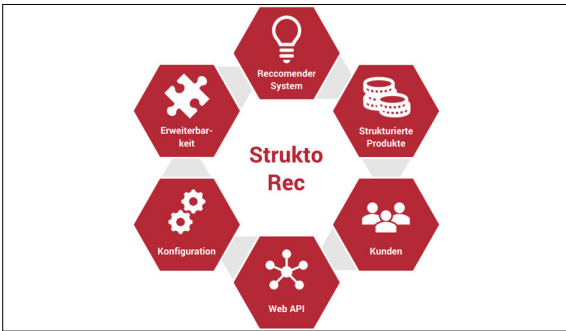 Reccomender
System
Erweiterbar-
keit
Strukturierte
Produkte
Strukto
Rec
Konfiguration
Kunden
Web API